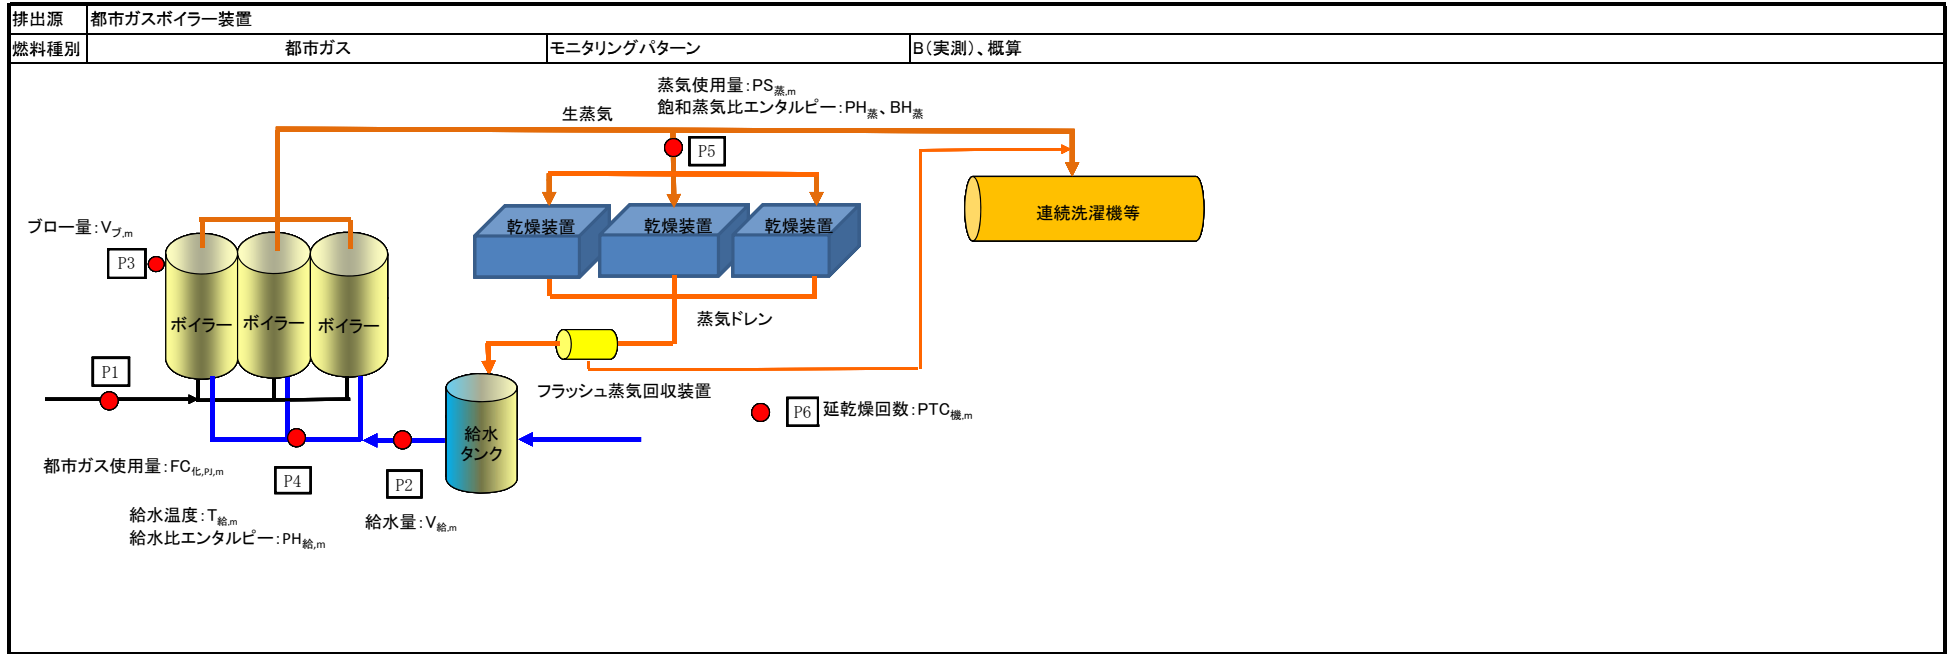 排出源 都市ガスボイラー装置
燃料種別 都市ガス モニタリングパターン B(実測)、概算
蒸気使用量:PS蒸,m
生蒸気 飽和蒸気比エンタルピー:PH蒸、BH蒸
P5
ブロー量:Vブ,m
P3
乾燥装置 乾燥装置 乾燥装置
連続洗濯機等
ボイラー ボイラー ボイラー
蒸気ドレン
P1
フラッシュ蒸気回収装置
P6 延乾燥回数:PTC機,m
給水
タンク
都市ガス使用量:FC化,PJ,m
P4
P2
給水温度:T給,m
給水量:V給,m
給水比エンタルピー:PH給,m